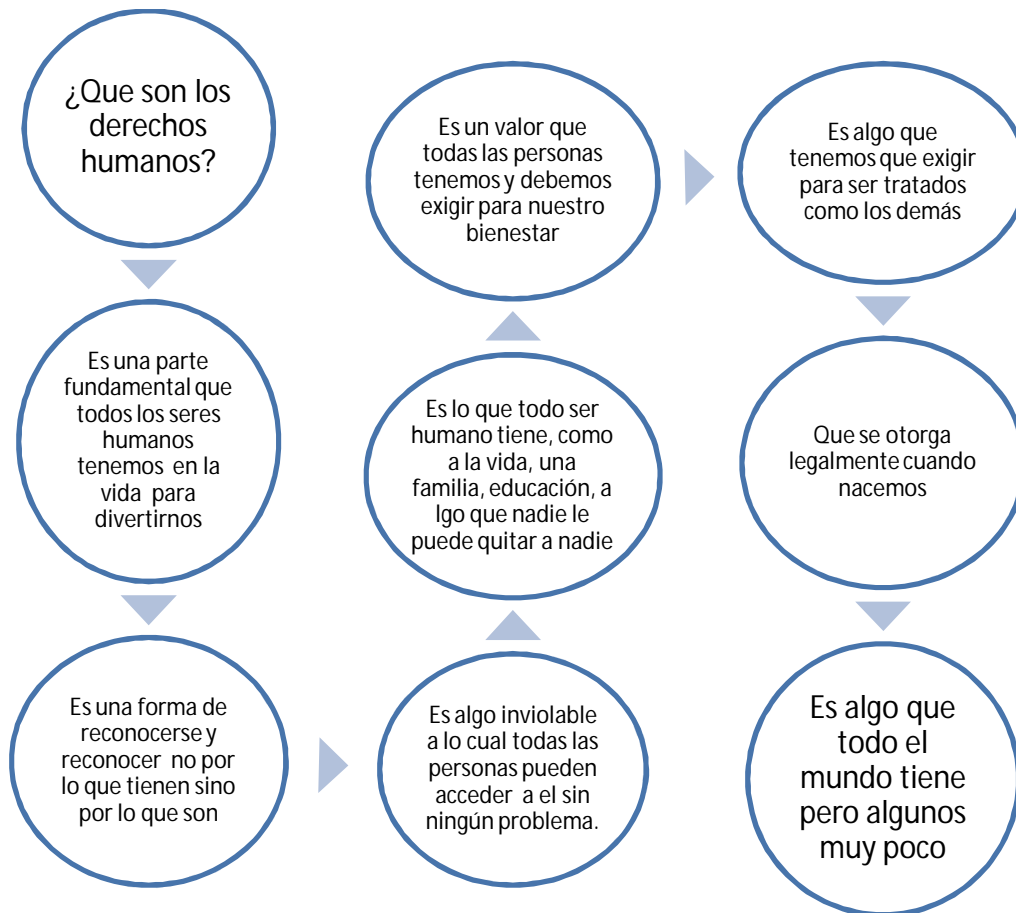 ¿Que son los
derechos
humanos?
Es una parte
fundamental que
todos los seres
humanos
tenemos en la
vida para
divertirnos
Es una forma de
reconocerse y
reconocer no por
lo que tienen sino
por lo que son
Es algo inviolable
a lo cual todas las
personas pueden
acceder a el sin
ningún problema.
Es lo que todo ser
humano tiene, como
a la vida, una
familia, educación, a
lgo que nadie le
puede quitar a nadie
Es un valor que
todas las personas
tenemos y debemos
exigir para nuestro
bienestar
Es algo que
tenemos que exigir
para ser tratados
como los demás
Que se otorga
legalmente cuando
nacemos
Es algo que
todo el
mundo tiene
pero algunos
muy poco